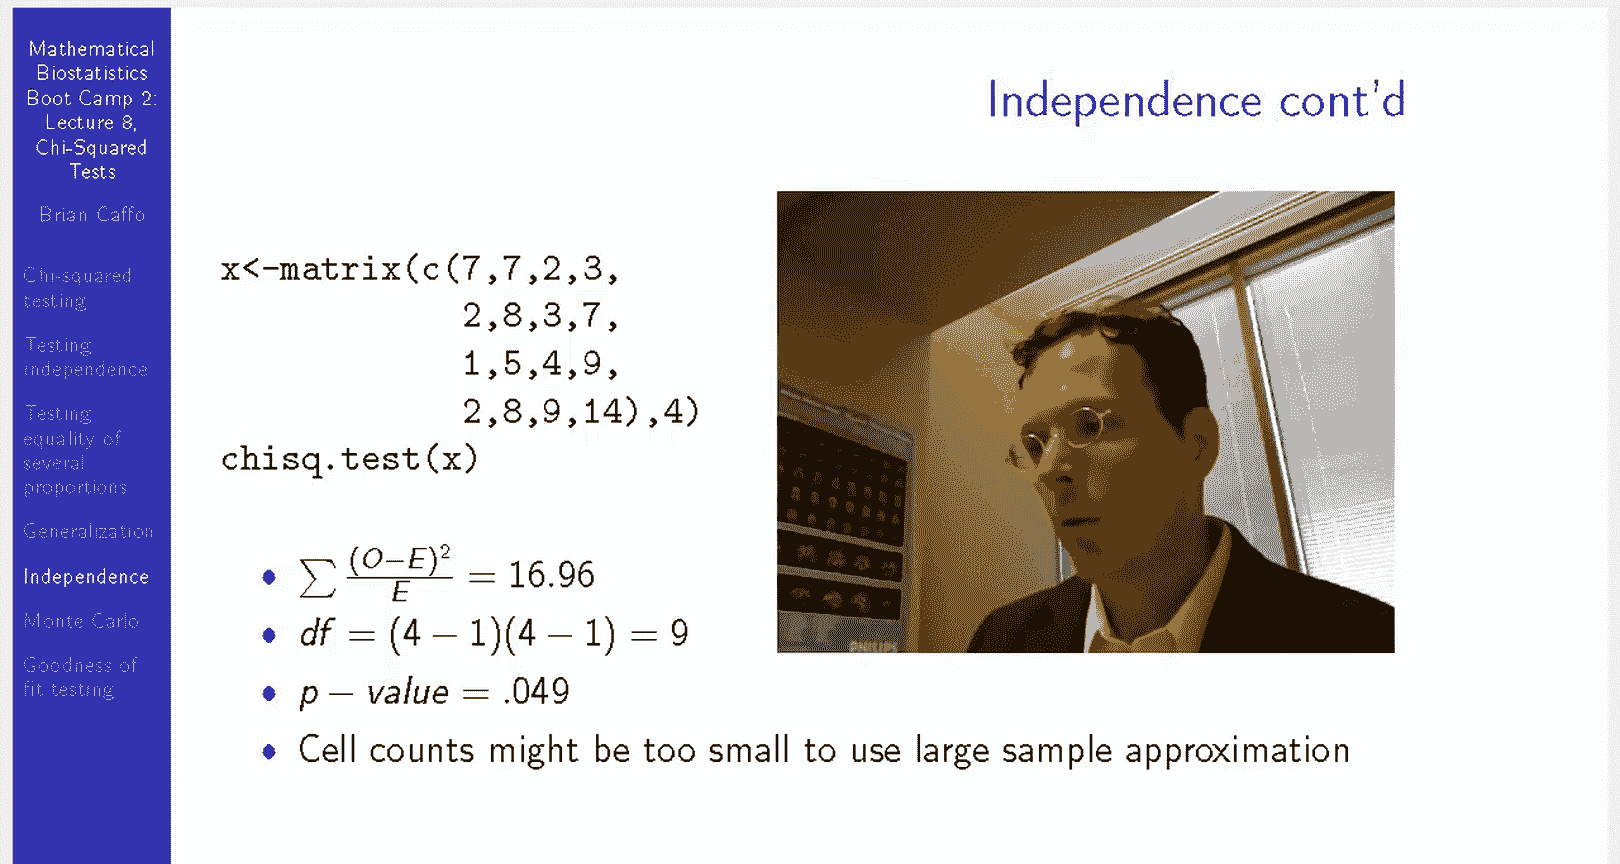 Mathematical
Biostatistics
Boot Camp 2:
Lecture 8,
Chi-Squared
Tests
Brian Caffo
Chi-squared
testing
Testing
independence
Testing
equality of
several
proportions
Generalization
Independence
Monte Carlo
Goodness of
fit testing
Independence cont'd
x<-matrix(c(7,7,2,3,
2,8,3,7,
1,5,4,9,
2,8,9,14),4)
chisq.test(x)
• ∑ (O−E)²/E = 16.96
• df = (4 − 1)(4 − 1) = 9
• p − value = .049
• Cell counts might be too small to use large sample approximation
PHILIPS